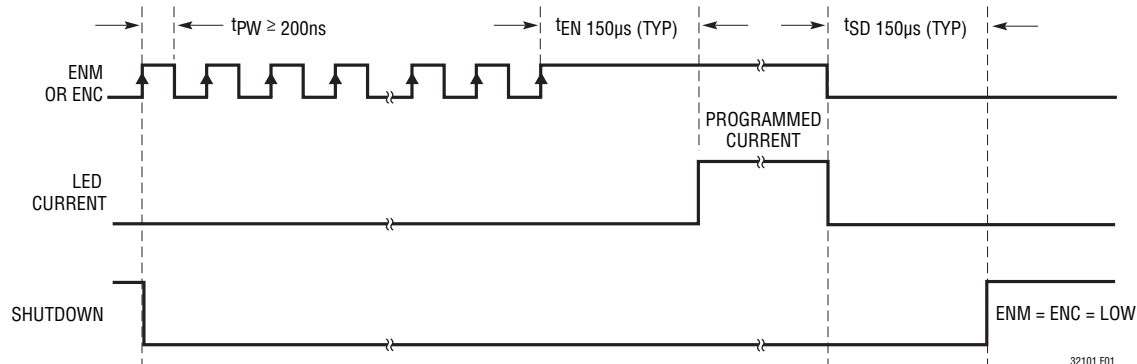 tPW ≥ 200ns
tEN 150µs (TYP)
tSD 150µs (TYP)
ENM
OR ENC
PROGRAMMED
CURRENT
LED
CURRENT
SHUTDOWN
ENM = ENC = LOW
32101 F01